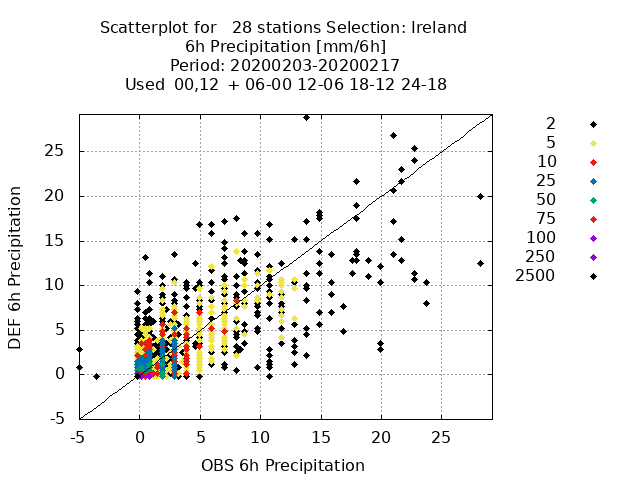 Scatterplot for   28 stations Selection: Ireland
6h Precipitation [mm/6h]
Period: 20200203-20200217
Used  00,12  + 06-00 12-06 18-12 24-18
2
5
10
25
50
75
100
250
2500
25
20
15
10
5
0
-5
DEF 6h Precipitation
-5 0 5 10 15 20 25
OBS 6h Precipitation